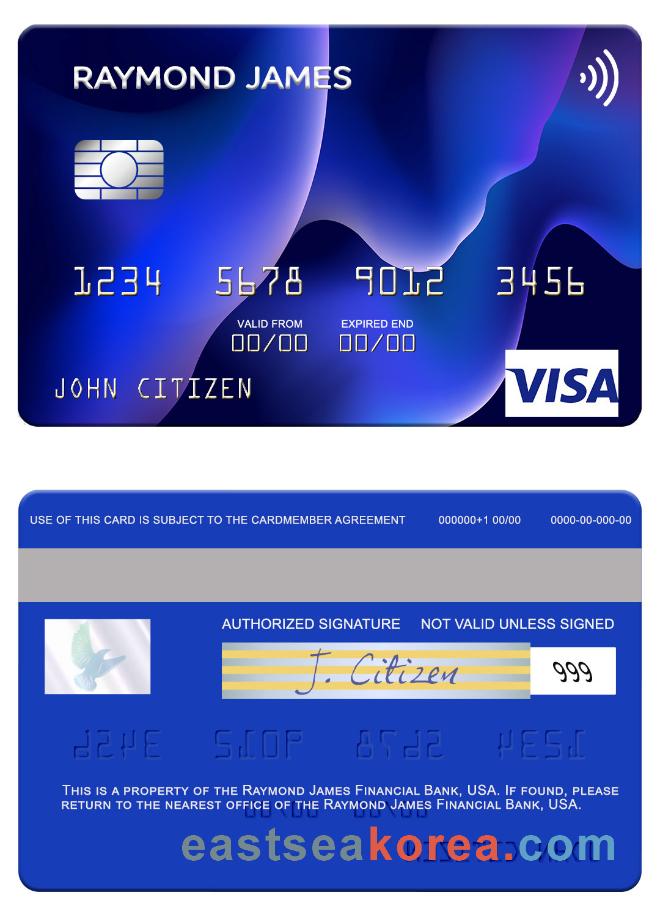 RAYMOND JAMES
1234 5678 9012 3456
VALID FROM EXPIRED END
00/00 00/00
JOHN CITIZEN
VISA
USE OF THIS CARD IS SUBJECT TO THE CARDMEMBER AGREEMENT 000000+1 00/00 0000-00-000-00
AUTHORIZED SIGNATURE NOT VALID UNLESS SIGNED
J. Citizen 999
THIS IS A PROPERTY OF THE RAYMOND JAMES FINANCIAL BANK, USA. IF FOUND, PLEASE
RETURN TO THE NEAREST OFFICE OF THE RAYMOND JAMES FINANCIAL BANK, USA.
eastseakorea.com